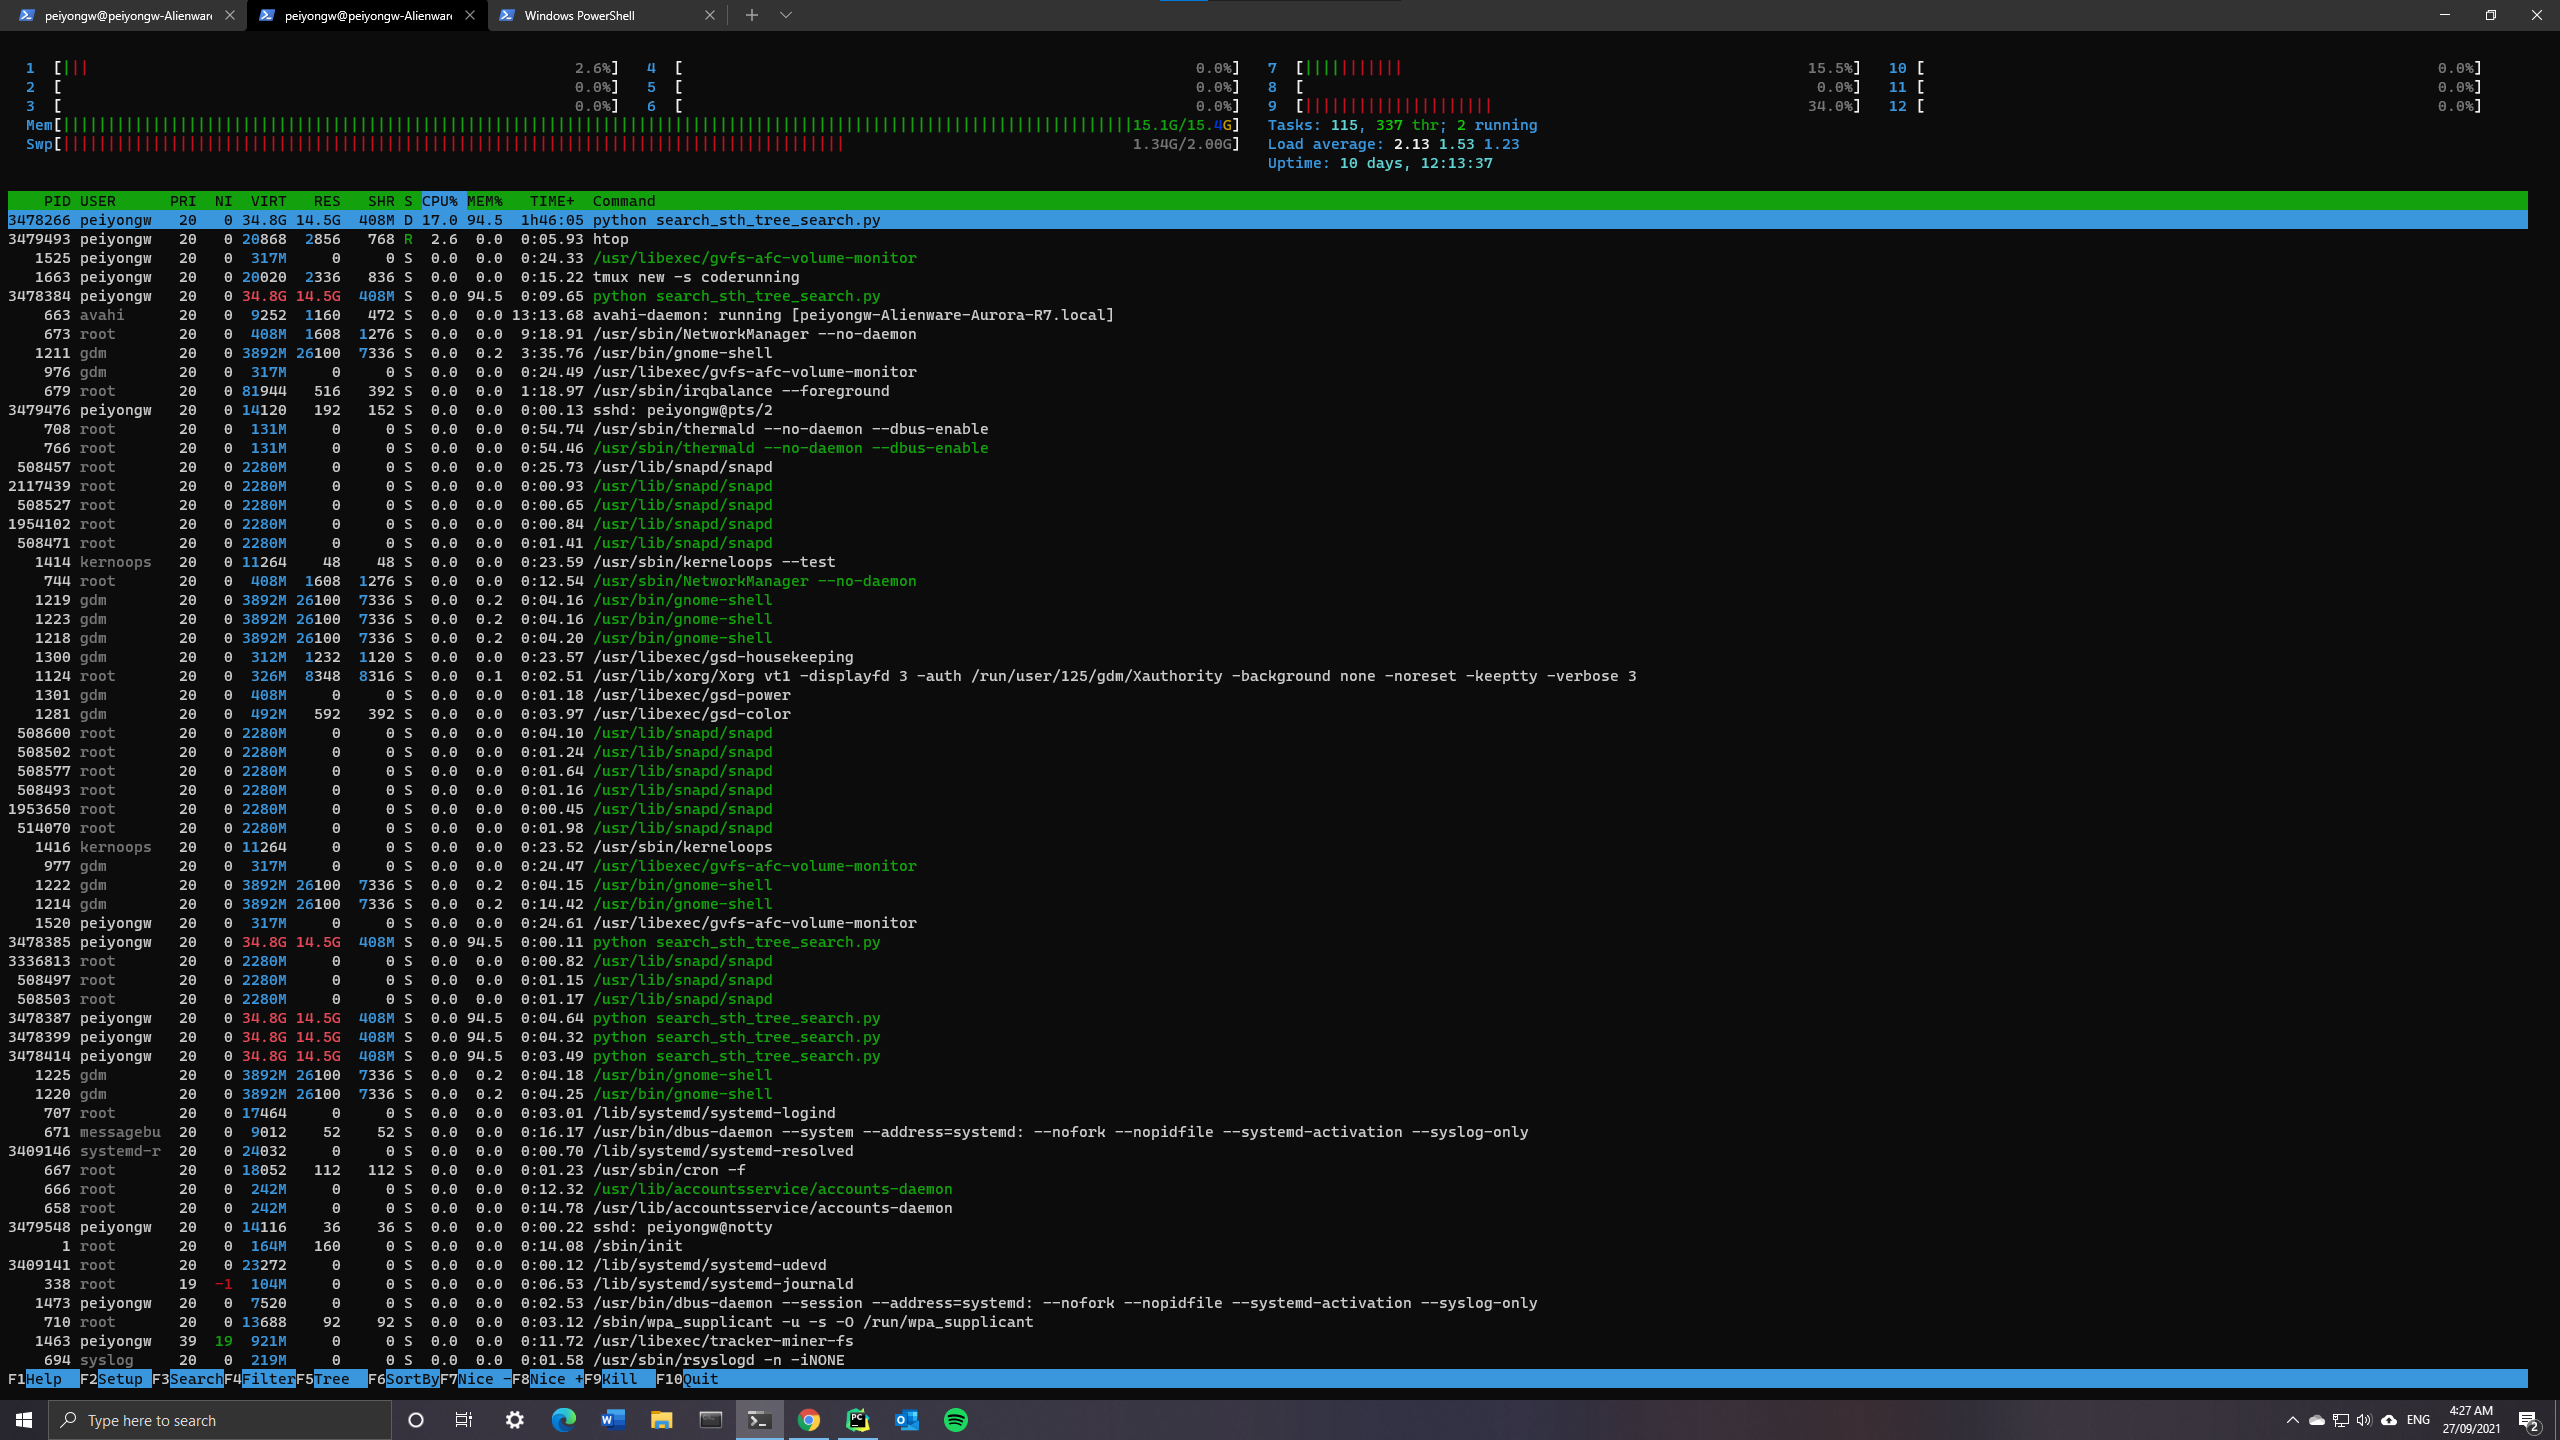 peiyongw@peiyongw-Alienware
peiyongw@peiyongw-Alienware
Windows PowerShell
1 [||| 2.6%] 4 [ 0.0%] 7 [||||||||||| 15.5%] 10 [ 0.0%]
2 [ 0.0%] 5 [ 0.0%] 8 [ 0.0%] 11 [ 0.0%]
3 [ 0.0%] 6 [ 0.0%] 9 [||||||||||||||||||||| 34.0%] 12 [ 0.0%]
Mem[15.1G/15.4G] Tasks: 115, 337 thr; 2 running
Swp[1.34G/2.00G] Load average: 2.13 1.53 1.23
Uptime: 10 days, 12:13:37
PID USER PRI NI VIRT RES SHR S CPU% MEM% TIME+ Command
3478266 peiyongw 20 0 34.8G 14.5G 408M D 17.0 94.5 1h46:05 python search_sth_tree_search.py
3479493 peiyongw 20 0 20868 2856 768 R 2.6 0.0 0:05.93 htop
1525 peiyongw 20 0 317M 0 0 S 0.0 0.0 0:24.33 /usr/libexec/gvfs-afc-volume-monitor
1663 peiyongw 20 0 20020 2336 836 S 0.0 0.0 0:15.22 tmux new -s coderunning
3478384 peiyongw 20 0 34.8G 14.5G 408M S 0.0 94.5 0:09.65 python search_sth_tree_search.py
663 avahi 20 0 9252 1160 472 S 0.0 0.0 13:13.68 avahi-daemon: running [peiyongw-Alienware-Aurora-R7.local]
673 root 20 0 408M 1608 1276 S 0.0 0.0 9:18.91 /usr/sbin/NetworkManager --no-daemon
1211 gdm 20 0 3892M 26100 7336 S 0.0 0.2 3:35.76 /usr/bin/gnome-shell
976 gdm 20 0 317M 0 0 S 0.0 0.0 0:24.49 /usr/libexec/gvfs-afc-volume-monitor
679 root 20 0 81944 516 392 S 0.0 0.0 1:18.97 /usr/sbin/irqbalance --foreground
3479476 peiyongw 20 0 14120 192 152 S 0.0 0.0 0:00.13 sshd: peiyongw@pts/2
708 root 20 0 131M 0 0 S 0.0 0.0 0:54.74 /usr/sbin/thermald --no-daemon --dbus-enable
766 root 20 0 131M 0 0 S 0.0 0.0 0:54.46 /usr/sbin/thermald --no-daemon --dbus-enable
508457 root 20 0 2280M 0 0 S 0.0 0.0 0:25.73 /usr/lib/snapd/snapd
2117439 root 20 0 2280M 0 0 S 0.0 0.0 0:00.93 /usr/lib/snapd/snapd
508527 root 20 0 2280M 0 0 S 0.0 0.0 0:00.65 /usr/lib/snapd/snapd
1954102 root 20 0 2280M 0 0 S 0.0 0.0 0:00.84 /usr/lib/snapd/snapd
508471 root 20 0 2280M 0 0 S 0.0 0.0 0:01.41 /usr/lib/snapd/snapd
1414 kernoops 20 0 11264 48 48 S 0.0 0.0 0:23.59 /usr/sbin/kerneloops --test
744 root 20 0 408M 1608 1276 S 0.0 0.0 0:12.54 /usr/sbin/NetworkManager --no-daemon
1219 gdm 20 0 3892M 26100 7336 S 0.0 0.2 0:04.16 /usr/bin/gnome-shell
1223 gdm 20 0 3892M 26100 7336 S 0.0 0.2 0:04.16 /usr/bin/gnome-shell
1218 gdm 20 0 3892M 26100 7336 S 0.0 0.2 0:04.20 /usr/bin/gnome-shell
1300 gdm 20 0 312M 1232 1120 S 0.0 0.0 0:23.57 /usr/libexec/gsd-housekeeping
1124 root 20 0 326M 8348 8316 S 0.0 0.1 0:02.51 /usr/lib/xorg/Xorg vt1 -displayfd 3 -auth /run/user/125/gdm/Xauthority -background none -noreset -keeptty -verbose 3
1301 gdm 20 0 408M 0 0 S 0.0 0.0 0:01.18 /usr/libexec/gsd-power
1281 gdm 20 0 492M 592 392 S 0.0 0.0 0:03.97 /usr/libexec/gsd-color
508600 root 20 0 2280M 0 0 S 0.0 0.0 0:04.10 /usr/lib/snapd/snapd
508502 root 20 0 2280M 0 0 S 0.0 0.0 0:01.24 /usr/lib/snapd/snapd
508577 root 20 0 2280M 0 0 S 0.0 0.0 0:01.64 /usr/lib/snapd/snapd
508493 root 20 0 2280M 0 0 S 0.0 0.0 0:01.16 /usr/lib/snapd/snapd
1953650 root 20 0 2280M 0 0 S 0.0 0.0 0:00.45 /usr/lib/snapd/snapd
514070 root 20 0 2280M 0 0 S 0.0 0.0 0:01.98 /usr/lib/snapd/snapd
1416 kernoops 20 0 11264 0 0 S 0.0 0.0 0:23.52 /usr/sbin/kerneloops
977 gdm 20 0 317M 0 0 S 0.0 0.0 0:24.47 /usr/libexec/gvfs-afc-volume-monitor
1222 gdm 20 0 3892M 26100 7336 S 0.0 0.2 0:04.15 /usr/bin/gnome-shell
1214 gdm 20 0 3892M 26100 7336 S 0.0 0.2 0:14.42 /usr/bin/gnome-shell
1520 peiyongw 20 0 317M 0 0 S 0.0 0.0 0:24.61 /usr/libexec/gvfs-afc-volume-monitor
3478385 peiyongw 20 0 34.8G 14.5G 408M S 0.0 94.5 0:00.11 python search_sth_tree_search.py
3336813 root 20 0 2280M 0 0 S 0.0 0.0 0:00.82 /usr/lib/snapd/snapd
508497 root 20 0 2280M 0 0 S 0.0 0.0 0:01.15 /usr/lib/snapd/snapd
508503 root 20 0 2280M 0 0 S 0.0 0.0 0:01.17 /usr/lib/snapd/snapd
3478387 peiyongw 20 0 34.8G 14.5G 408M S 0.0 94.5 0:04.64 python search_sth_tree_search.py
3478399 peiyongw 20 0 34.8G 14.5G 408M S 0.0 94.5 0:04.32 python search_sth_tree_search.py
3478414 peiyongw 20 0 34.8G 14.5G 408M S 0.0 94.5 0:03.49 python search_sth_tree_search.py
1225 gdm 20 0 3892M 26100 7336 S 0.0 0.2 0:04.18 /usr/bin/gnome-shell
1220 gdm 20 0 3892M 26100 7336 S 0.0 0.2 0:04.25 /usr/bin/gnome-shell
707 root 20 0 17464 0 0 S 0.0 0.0 0:03.01 /lib/systemd/systemd-logind
671 messagebu 20 0 9012 52 52 S 0.0 0.0 0:16.17 /usr/bin/dbus-daemon --system --address=systemd: --nofork --nopidfile --systemd-activation --syslog-only
3409146 systemd-r 20 0 24032 0 0 S 0.0 0.0 0:00.70 /lib/systemd/systemd-resolved
667 root 20 0 18052 112 112 S 0.0 0.0 0:01.23 /usr/sbin/cron -f
666 root 20 0 242M 0 0 S 0.0 0.0 0:12.32 /usr/lib/accountsservice/accounts-daemon
658 root 20 0 242M 0 0 S 0.0 0.0 0:14.78 /usr/lib/accountsservice/accounts-daemon
3479548 peiyongw 20 0 14116 36 36 S 0.0 0.0 0:00.22 sshd: peiyongw@notty
1 root 20 0 164M 160 0 S 0.0 0.0 0:14.08 /sbin/init
3409141 root 20 0 23272 0 0 S 0.0 0.0 0:00.12 /lib/systemd/systemd-udevd
338 root 19 -1 104M 0 0 S 0.0 0.0 0:06.53 /lib/systemd/systemd-journald
1473 peiyongw 20 0 7520 0 0 S 0.0 0.0 0:02.53 /usr/bin/dbus-daemon --session --address=systemd: --nofork --nopidfile --systemd-activation --syslog-only
710 root 20 0 13688 92 92 S 0.0 0.0 0:03.12 /sbin/wpa_supplicant -u -s -O /run/wpa_supplicant
1463 peiyongw 39 19 921M 0 0 S 0.0 0.0 0:11.72 /usr/libexec/tracker-miner-fs
694 syslog 20 0 219M 0 0 S 0.0 0.0 0:01.58 /usr/sbin/rsyslogd -n -iNONE
F1Help F2Setup F3SearchF4FilterF5Tree F6SortByF7Nice -F8Nice +F9Kill F10Quit
Type here to search
ENG
4:27 AM
27/09/2021
2